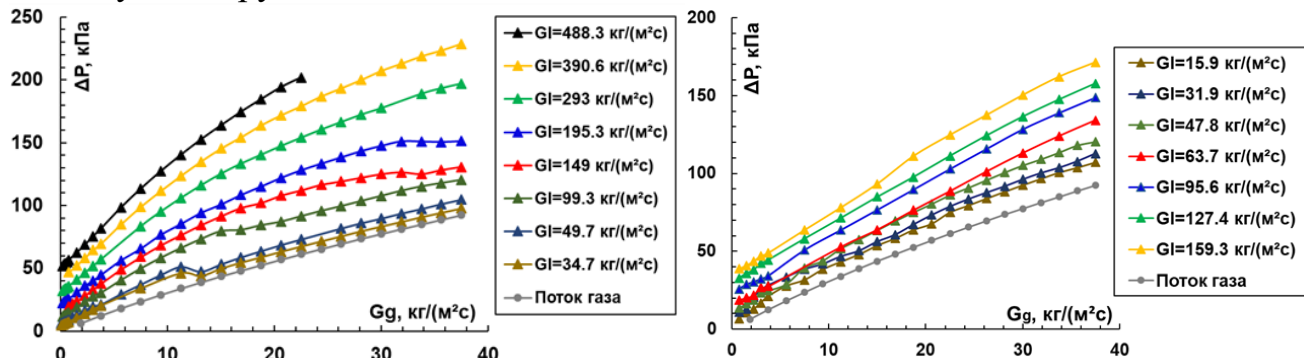 250
200
150
100
50
0
ΔP, кПа
0
10
20
30
40
Gg, кг/(м²с)
Gl=488.3 кг/(м²с)
Gl=390.6 кг/(м²с)
Gl=293 кг/(м²с)
Gl=195.3 кг/(м²с)
Gl=149 кг/(м²с)
Gl=99.3 кг/(м²с)
Gl=49.7 кг/(м²с)
Gl=34.7 кг/(м²с)
Поток газа
200
150
100
50
0
ΔP, кПа
0
10
20
30
40
Gg, кг/(м²с)
Gl=15.9 кг/(м²с)
Gl=31.9 кг/(м²с)
Gl=47.8 кг/(м²с)
Gl=63.7 кг/(м²с)
Gl=95.6 кг/(м²с)
Gl=127.4 кг/(м²с)
Gl=159.3 кг/(м²с)
Поток газа